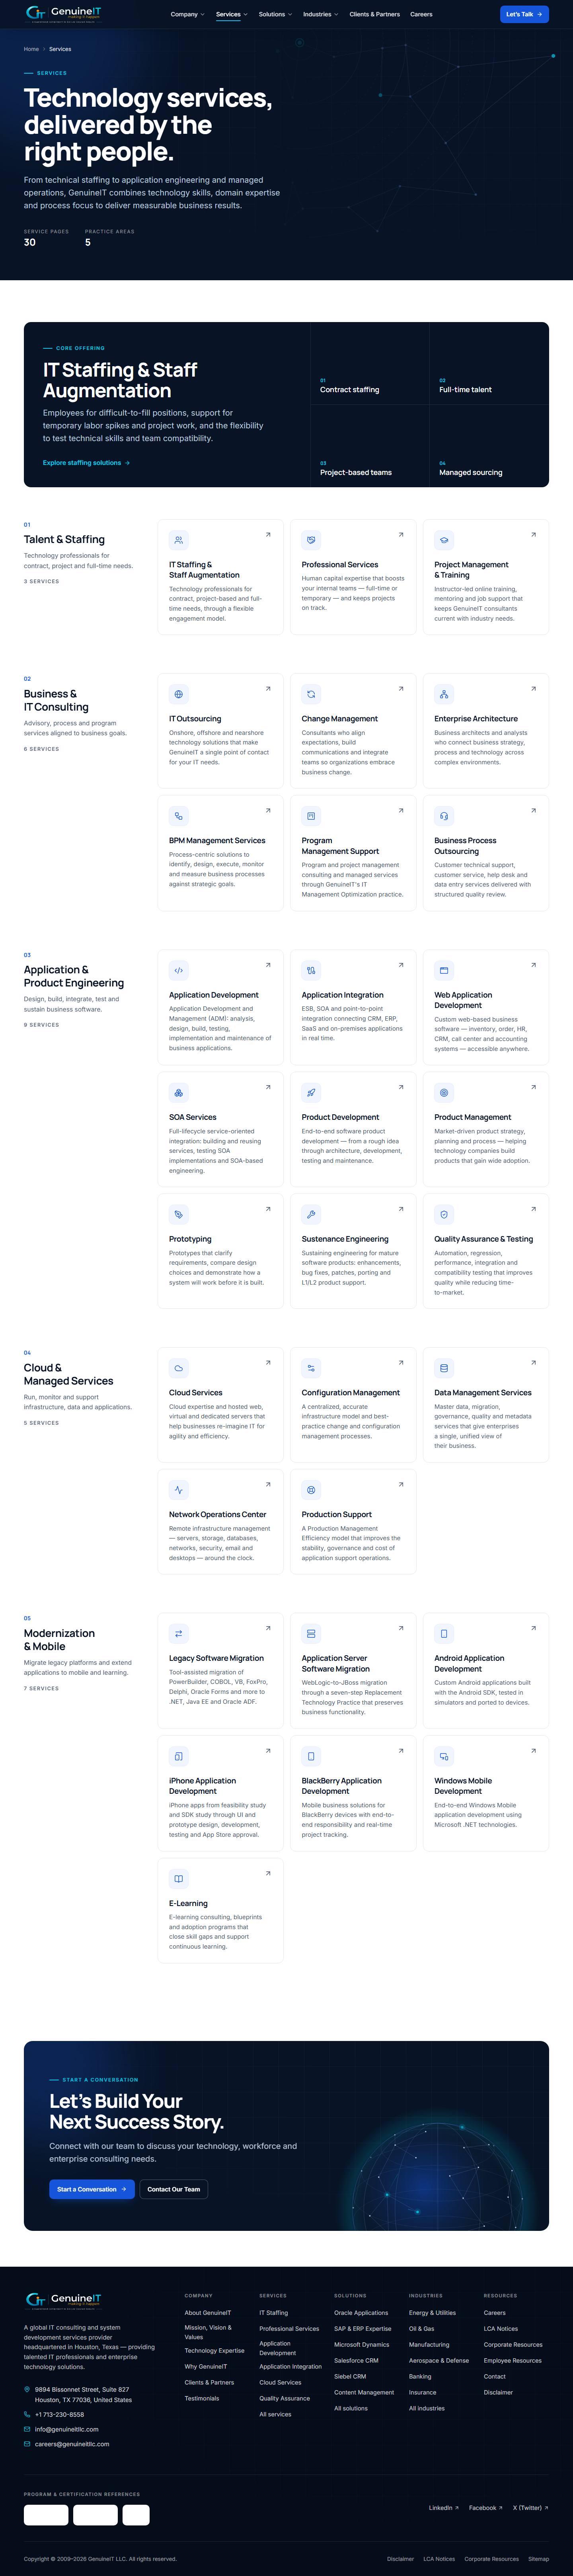 GenuineIT
making it happen
Company
Services
Solutions
Industries
Clients & Partners
Careers
Let's Talk
Home
Services
SERVICES
Technology services,
delivered by the
right people.
From technical staffing to application engineering and managed
operations, GenuineIT combines technology skills, domain expertise
and process focus to deliver measurable business results.
SERVICE PAGES
30
PRACTICE AREAS
5
CORE OFFERING
IT Staffing & Staff
Augmentation
Employees for difficult-to-fill positions, support for
temporary labor spikes and project work, and the flexibility
to test technical skills and team compatibility.
Explore staffing solutions
01
Contract staffing
02
Full-time talent
03
Project-based teams
04
Managed sourcing
01
Talent & Staffing
Technology professionals for
contract, project and full-time needs.
3 SERVICES
IT Staffing &
Staff Augmentation
Technology professionals for
contract, project-based and full-
time needs, through a flexible
engagement model.
Professional Services
Human capital expertise that boosts
your internal teams — full-time or
temporary — and keeps projects
on track.
Project Management
& Training
Instructor-led online training,
mentoring and job support that
keeps GenuineIT consultants
current with industry needs.
02
Business &
IT Consulting
Advisory, process and program
services aligned to business goals.
6 SERVICES
IT Outsourcing
Onshore, offshore and nearshore
technology solutions that make
GenuineIT a single point of contact
for your IT needs.
Change Management
Consultants who align
expectations, build
communications and integrate
teams so organizations embrace
business change.
Enterprise Architecture
Business architects and analysts
who connect business strategy,
process and technology across
complex environments.
BPM Management Services
Process-centric solutions to
identify, design, execute, monitor
and measure business processes
against strategic goals.
Program
Management Support
Program and project management
consulting and managed services
through GenuineIT's IT
Management Optimization practice.
Business Process
Outsourcing
Customer technical support,
customer service, help desk and
data entry services delivered with
structured quality review.
03
Application &
Product Engineering
Design, build, integrate, test and
sustain business software.
9 SERVICES
Application Development
Application Development and
Management (ADM): analysis,
design, build, testing,
implementation and maintenance of
business applications.
Application Integration
ESB, SOA and point-to-point
integration connecting CRM, ERP,
SaaS and on-premises applications
in real time.
Web Application
Development
Custom web-based business
software — inventory, order, HR,
CRM, call center and accounting
systems — accessible anywhere.
SOA Services
Full-lifecycle service-oriented
integration: building and reusing
services, testing SOA
implementations and SOA-based
engineering.
Product Development
End-to-end software product
development — from a rough idea
through architecture, development,
testing and maintenance.
Product Management
Market-driven product strategy,
planning and process — helping
technology companies build
products that gain wide adoption.
Prototyping
Prototypes that clarify
requirements, compare design
choices and demonstrate how a
system will work before it is built.
Sustenance Engineering
Sustaining engineering for mature
software products: enhancements,
bug fixes, patches, porting and
L1/L2 product support.
Quality Assurance & Testing
Automation, regression,
performance, integration and
compatibility testing that improves
quality while reducing time-
to-market.
04
Cloud &
Managed Services
Run, monitor and support
infrastructure, data and applications.
5 SERVICES
Cloud Services
Cloud expertise and hosted web,
virtual and dedicated servers that
help businesses re-imagine IT for
agility and efficiency.
Configuration Management
A centralized, accurate
infrastructure model and best-
practice change and configuration
management processes.
Data Management Services
Master data, migration,
governance, quality and metadata
services that give enterprises
a single, unified view of
their business.
Network Operations Center
Remote infrastructure management
— servers, storage, databases,
networks, security, email and
desktops — around the clock.
Production Support
A Production Management
Efficiency model that improves the
stability, governance and cost of
application support operations.
05
Modernization
& Mobile
Migrate legacy platforms and extend
applications to mobile and learning.
7 SERVICES
Legacy Software Migration
Tool-assisted migration of
PowerBuilder, COBOL, VB, FoxPro,
Delphi, Oracle Forms and more to
.NET, Java EE and Oracle ADF.
Application Server
Software Migration
WebLogic-to-JBoss migration
through a seven-step Replacement
Technology Practice that preserves
business functionality.
Android Application
Development
Custom Android applications built
with the Android SDK, tested in
simulators and ported to devices.
iPhone Application
Development
iPhone apps from feasibility study
and SDK study through UI and
prototype design, development,
testing and App Store approval.
BlackBerry Application
Development
Mobile business solutions for
BlackBerry devices with end-to-
end responsibility and real-time
project tracking.
Windows Mobile
Development
End-to-end Windows Mobile
application development using
Microsoft .NET technologies.
E-Learning
E-learning consulting, blueprints
and adoption programs that
close skill gaps and support
continuous learning.
START A CONVERSATION
Let's Build Your
Next Success Story.
Connect with our team to discuss your technology, workforce and
enterprise consulting needs.
Start a Conversation
Contact Our Team
GenuineIT
making it happen
A global IT consulting and system
development services provider
headquartered in Houston, Texas — providing
talented IT professionals and enterprise
technology solutions.
9894 Bissonnet Street, Suite 827
Houston, TX 77036, United States
+1 713-230-8558
info@genuineitllc.com
careers@genuineitllc.com
COMPANY
About GenuineIT
Mission, Vision &
Values
Technology Expertise
Why GenuineIT
Clients & Partners
Testimonials
SERVICES
IT Staffing
Professional Services
Application
Development
Application Integration
Cloud Services
Quality Assurance
All services
SOLUTIONS
Oracle Applications
SAP & ERP Expertise
Microsoft Dynamics
Salesforce CRM
Siebel CRM
Content Management
All solutions
INDUSTRIES
Energy & Utilities
Oil & Gas
Manufacturing
Aerospace & Defense
Banking
Insurance
All industries
RESOURCES
Careers
LCA Notices
Corporate Resources
Employee Resources
Contact
Disclaimer
PROGRAM & CERTIFICATION REFERENCES
LinkedIn
Facebook
X (Twitter)
Copyright © 2009–2026 GenuineIT LLC. All rights reserved.
Disclaimer
LCA Notices
Corporate Resources
Sitemap